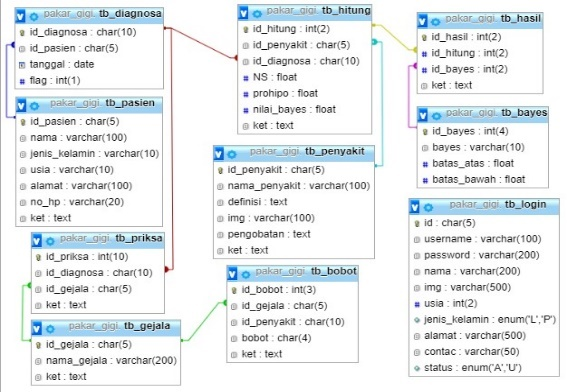 pakar_gigi tb_diagnosa
id_diagnosa : char(10)
id_pasien : char(5)
tanggal : date
flag : int(1)
pakar_gigi tb_pasien
id_pasien : char(5)
nama : varchar(100)
jenis_kelamin : varchar(10)
usia : varchar(10)
alamat : varchar(100)
no_hp : varchar(20)
ket : text
pakar_gigi tb_priksa
id_priksa : int(10)
id_diagnosa : char(10)
id_gejala : char(5)
ket : text
pakar_gigi tb_gejala
id_gejala : char(5)
nama_gejala : varchar(200)
ket : text
pakar_gigi tb_hitung
id_hitung : int(2)
id_penyakit : char(5)
id_diagnosa : char(10)
NS : float
prohipo : float
nilai_bayes : float
ket : text
pakar_gigi tb_penyakit
id_penyakit : char(5)
nama_penyakit : varchar(100)
definisi : text
img : varchar(100)
pengobatan : text
ket : text
pakar_gigi tb_bobot
id_bobot : int(3)
id_gejala : char(5)
id_penyakit : char(10)
bobot : char(4)
ket : text
pakar_gigi tb_hasil
id_hasil : int(2)
id_hitung : int(2)
id_bayes : int(2)
ket : text
pakar_gigi tb_bayes
id_bayes : int(4)
bayes : varchar(10)
batas_atas : float
batas_bawah : float
pakar_gigi tb_login
id : char(5)
username : varchar(100)
password : varchar(200)
nama : varchar(200)
img : varchar(500)
usia : int(2)
jenis_kelamin : enum('L','P')
alamat : varchar(500)
contac : varchar(50)
status : enum('A','U')